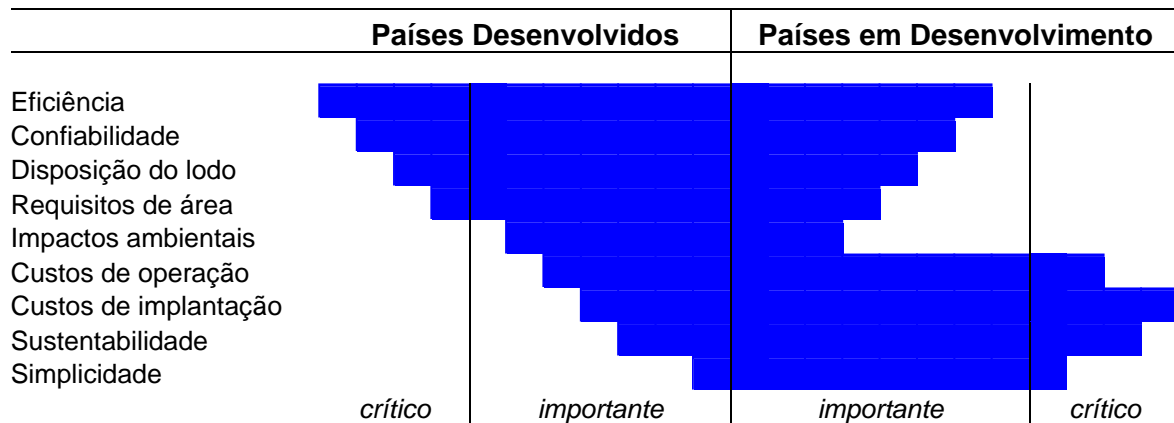 Países Desenvolvidos Países em Desenvolvimento
Eficiência
Confiabilidade
Disposição do lodo
Requisitos de área
Impactos ambientais
Custos de operação
Custos de implantação
Sustentabilidade
Simplicidade
crítico importante importante crítico